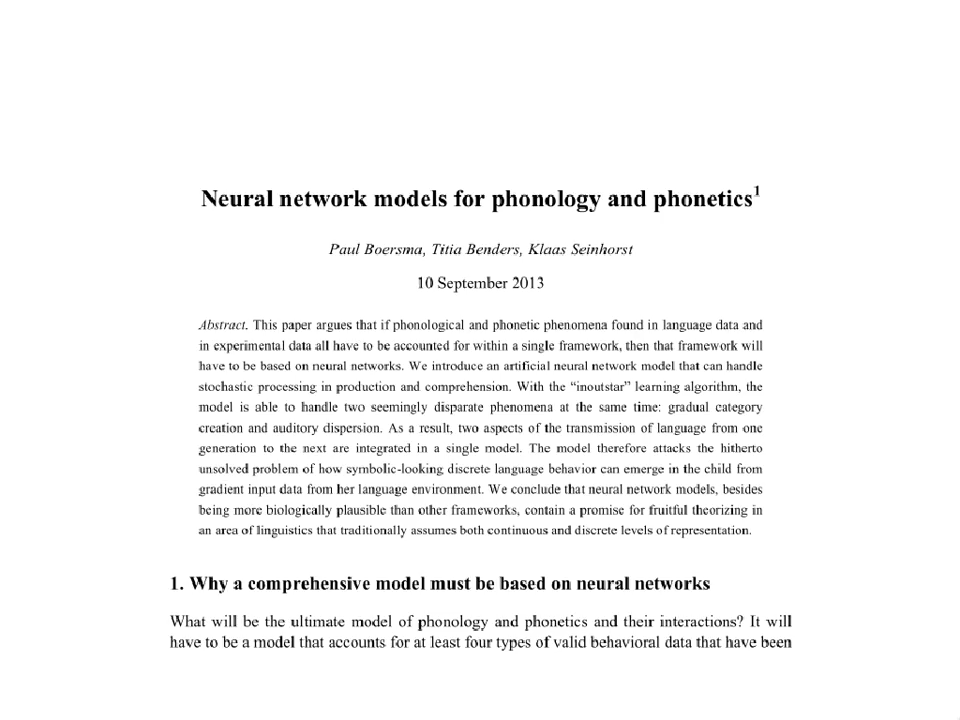 Neural network models for phonology and phonetics¹
Paul Boersma, Titia Benders, Klaas Seinhorst
10 September 2013
Abstract. This paper argues that if phonological and phonetic phenomena found in language data and
in experimental data all have to be accounted for within a single framework, then that framework will
have to be based on neural networks. We introduce an artificial neural network model that can handle
stochastic processing in production and comprehension. With the “inoutstar” learning algorithm, the
model is able to handle two seemingly disparate phenomena at the same time: gradual category
creation and auditory dispersion. As a result, two aspects of the transmission of language from one
generation to the next are integrated in a single model. The model therefore attacks the hitherto
unsolved problem of how symbolic-looking discrete language behavior can emerge in the child from
gradient input data from her language environment. We conclude that neural network models, besides
being more biologically plausible than other frameworks, contain a promise for fruitful theorizing in
an area of linguistics that traditionally assumes both continuous and discrete levels of representation.
1. Why a comprehensive model must be based on neural networks
What will be the ultimate model of phonology and phonetics and their interactions? It will
have to be a model that accounts for at least four types of valid behavioral data that have been